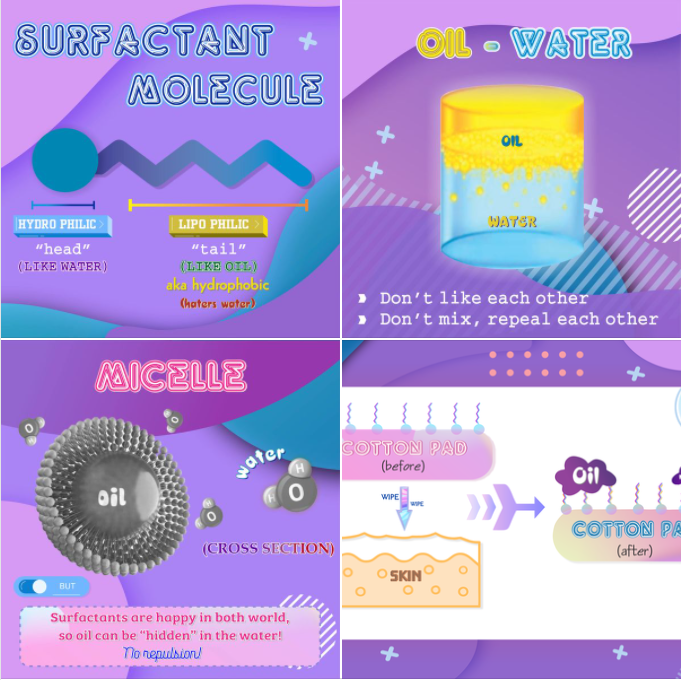 SURFACTANT
MOLECULE
HYDRO PHILIC
"head"
(LIKE WATER)
LIPO PHILIC
"tail"
(LIKE OIL)
aka hydrophobic
(haters water)
OIL - WATER
OIL
WATER
Don't like each other
Don't mix, repeal each other
MICELLE
O
H
oil
water
H
H
O
O
(CROSS SECTION)
BUT
Surfactants are happy in both world,
so oil can be "hidden" in the water!
No repulsion!
COTTON PAD
(before)
WIPE
WIPE
SKIN
Oil
COTTON PA
(after)